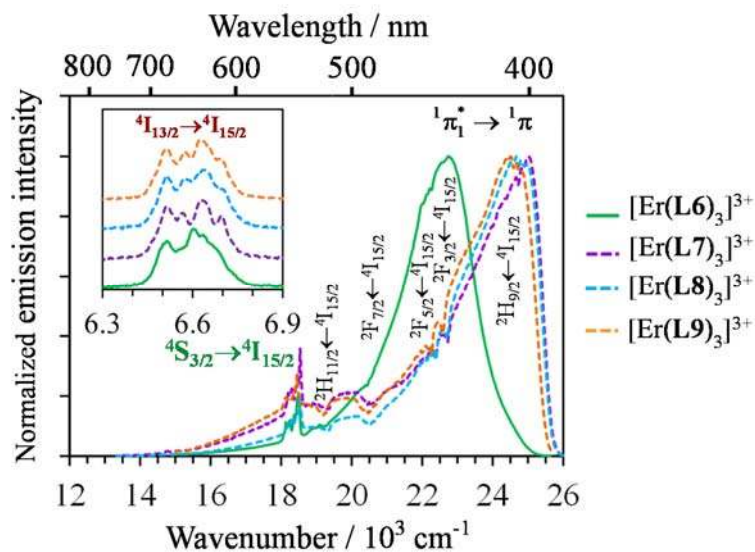 Wavelength / nm
800 700 600 500 400
Normalized emission intensity
⁴I₁₃/₂→⁴I₁₅/₂
6.3 6.6 6.9
¹π₁* → ¹π
⁴S₃/₂→⁴I₁₅/₂
²H₁₁/₂←⁴I₁₅/₂
²F₇/₂←⁴I₁₅/₂
²F₅/₂←⁴I₁₅/₂
²F₃/₂←⁴I₁₅/₂
²H₉/₂←⁴I₁₅/₂
[Er(L6)₃]³⁺
[Er(L7)₃]³⁺
[Er(L8)₃]³⁺
[Er(L9)₃]³⁺
12 14 16 18 20 22 24 26
Wavenumber / 10³ cm⁻¹